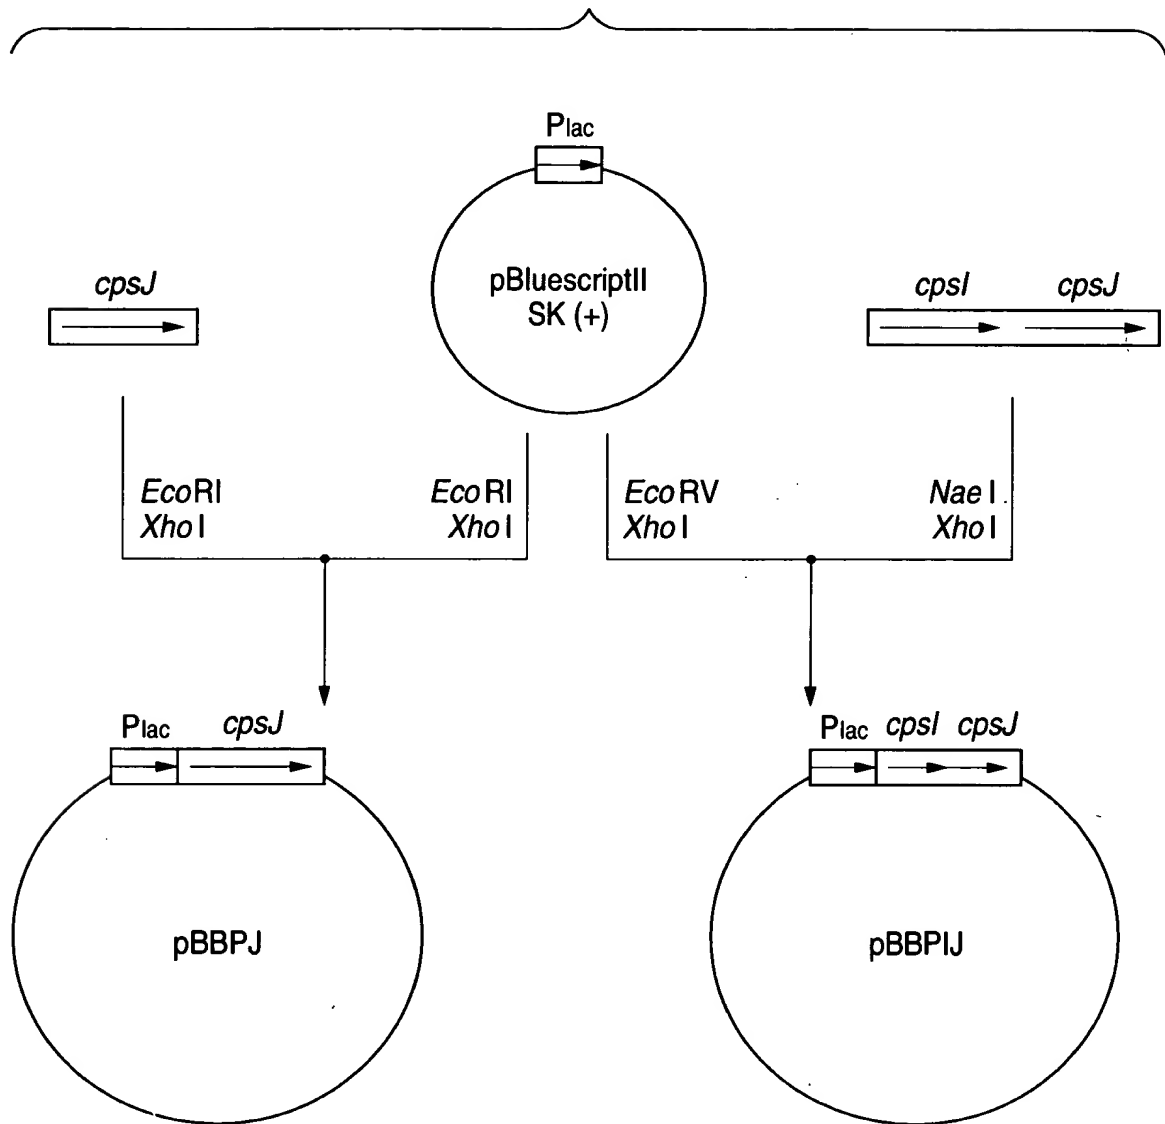 Plac
pBluescriptII
SK (+)
cpsJ
cpsI cpsJ
EcoRI
XhoI
EcoRI
XhoI
EcoRV
XhoI
NaeI
XhoI
Plac cpsJ
pBBPJ
Plac cpsI cpsJ
pBBPIJ